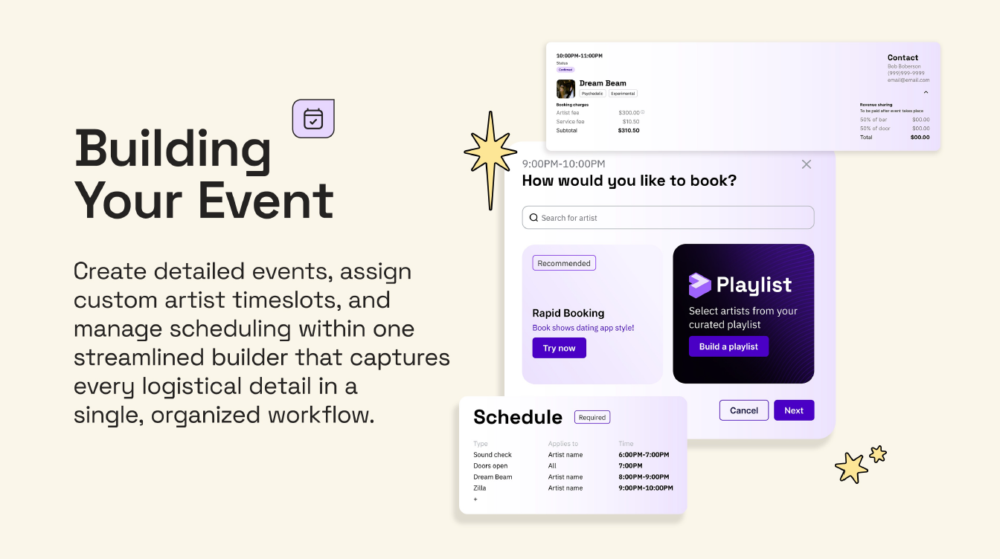 Building
Your Event
Create detailed events, assign
custom artist timeslots, and
manage scheduling within one
streamlined builder that captures
every logistical detail in a
single, organized workflow.
10:00PM-11:00PM
Status
Confirmed
Dream Beam
Psychedelic Experimental
Booking charges
Artist fee $300.00
Service fee $10.50
Subtotal $310.50
Contact
Bob Boberson
(999)999-9999
email@email.com
Revenue sharing
To be paid after event takes place
50% of bar $00.00
50% of door $00.00
Total $00.00
9:00PM-10:00PM
How would you like to book?
Search for artist
Recommended
Rapid Booking
Book shows dating app style!
Try now
Playlist
Select artists from your
curated playlist
Build a playlist
Cancel Next
Schedule Required
Type Applies to Time
Sound check Artist name 6:00PM-7:00PM
Doors open All 7:00PM
Dream Beam Artist name 8:00PM-9:00PM
Zilla Artist name 9:00PM-10:00PM
+